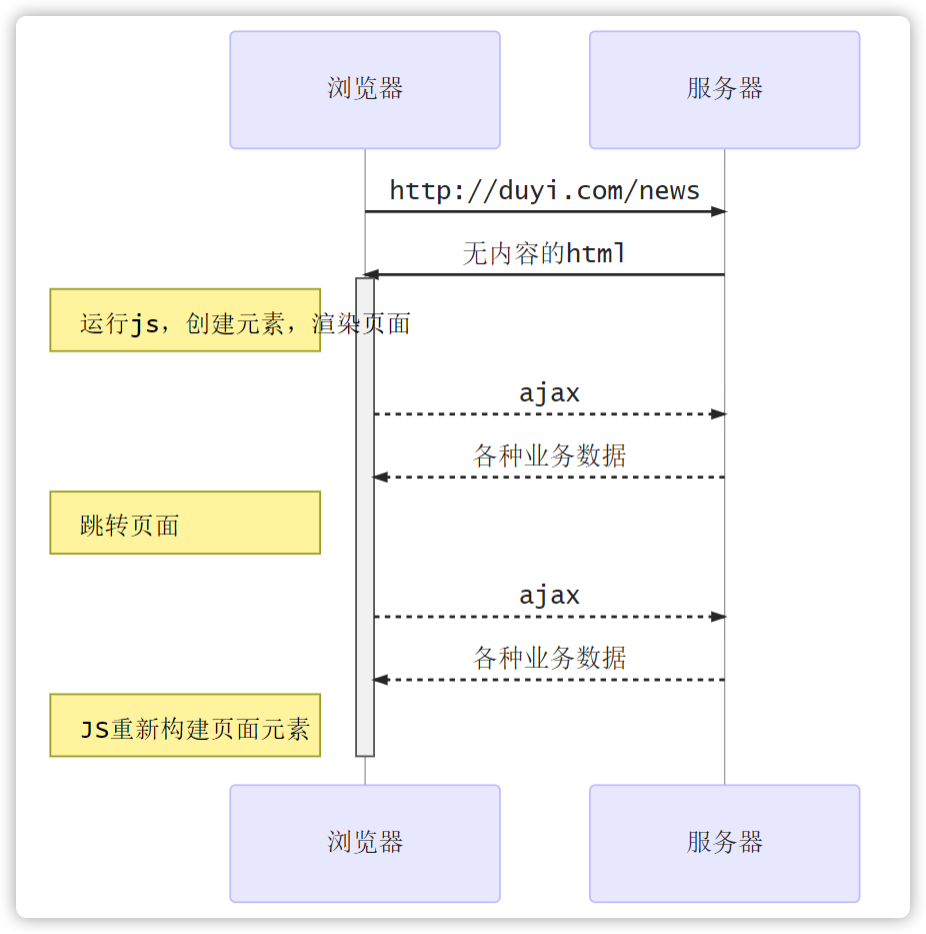 浏览器
服务器
http://duyi.com/news
无内容的html
运行js，创建元素，渲染页面
ajax
各种业务数据
跳转页面
ajax
各种业务数据
JS重新构建页面元素
浏览器
服务器